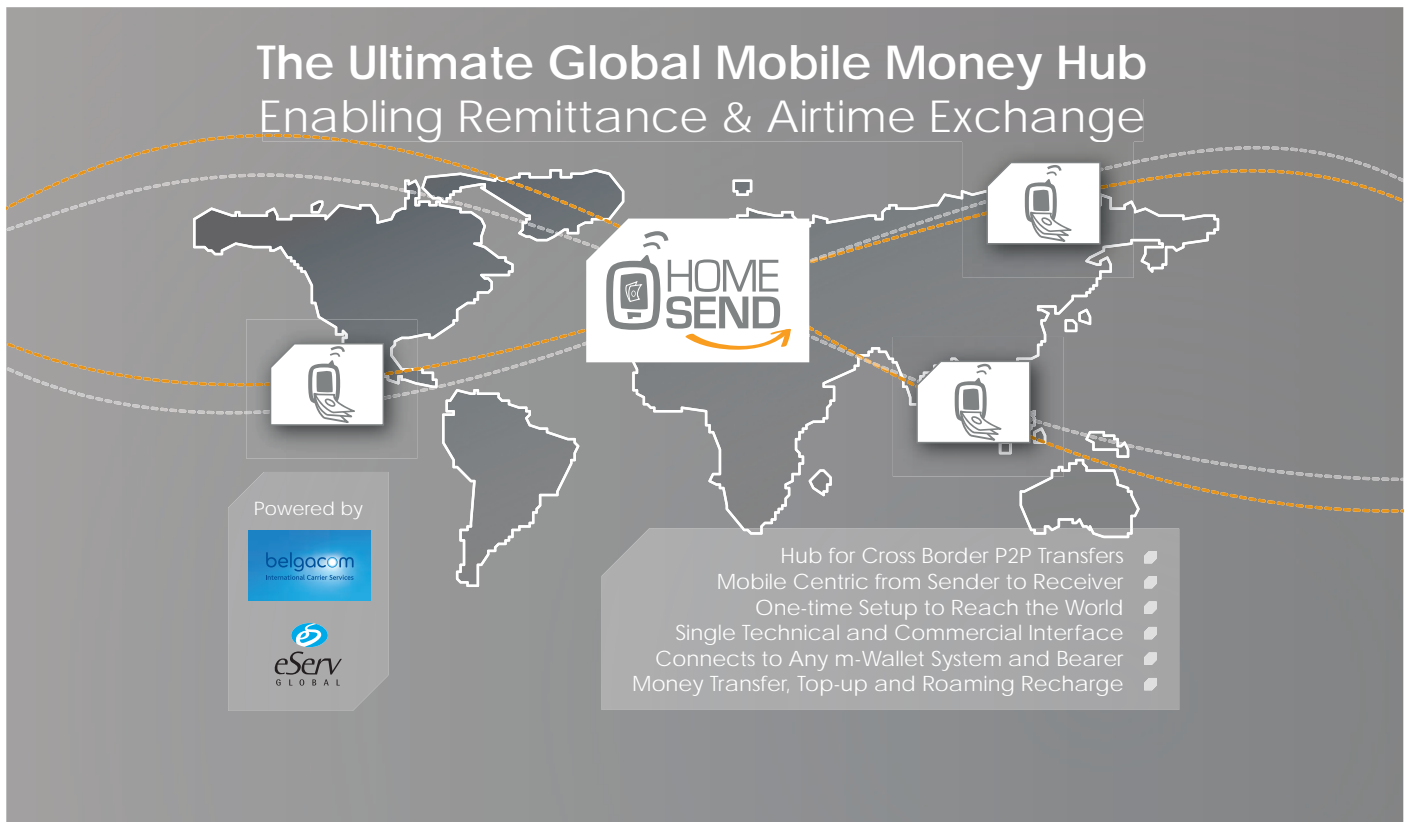 The Ultimate Global Mobile Money Hub
Enabling Remittance & Airtime Exchange
HOME
SEND
Powered by
belgacom
International Carrier Services
eServ
GLOBAL
Hub for Cross Border P2P Transfers
Mobile Centric from Sender to Receiver
One-time Setup to Reach the World
Single Technical and Commercial Interface
Connects to Any m-Wallet System and Bearer
Money Transfer, Top-up and Roaming Recharge